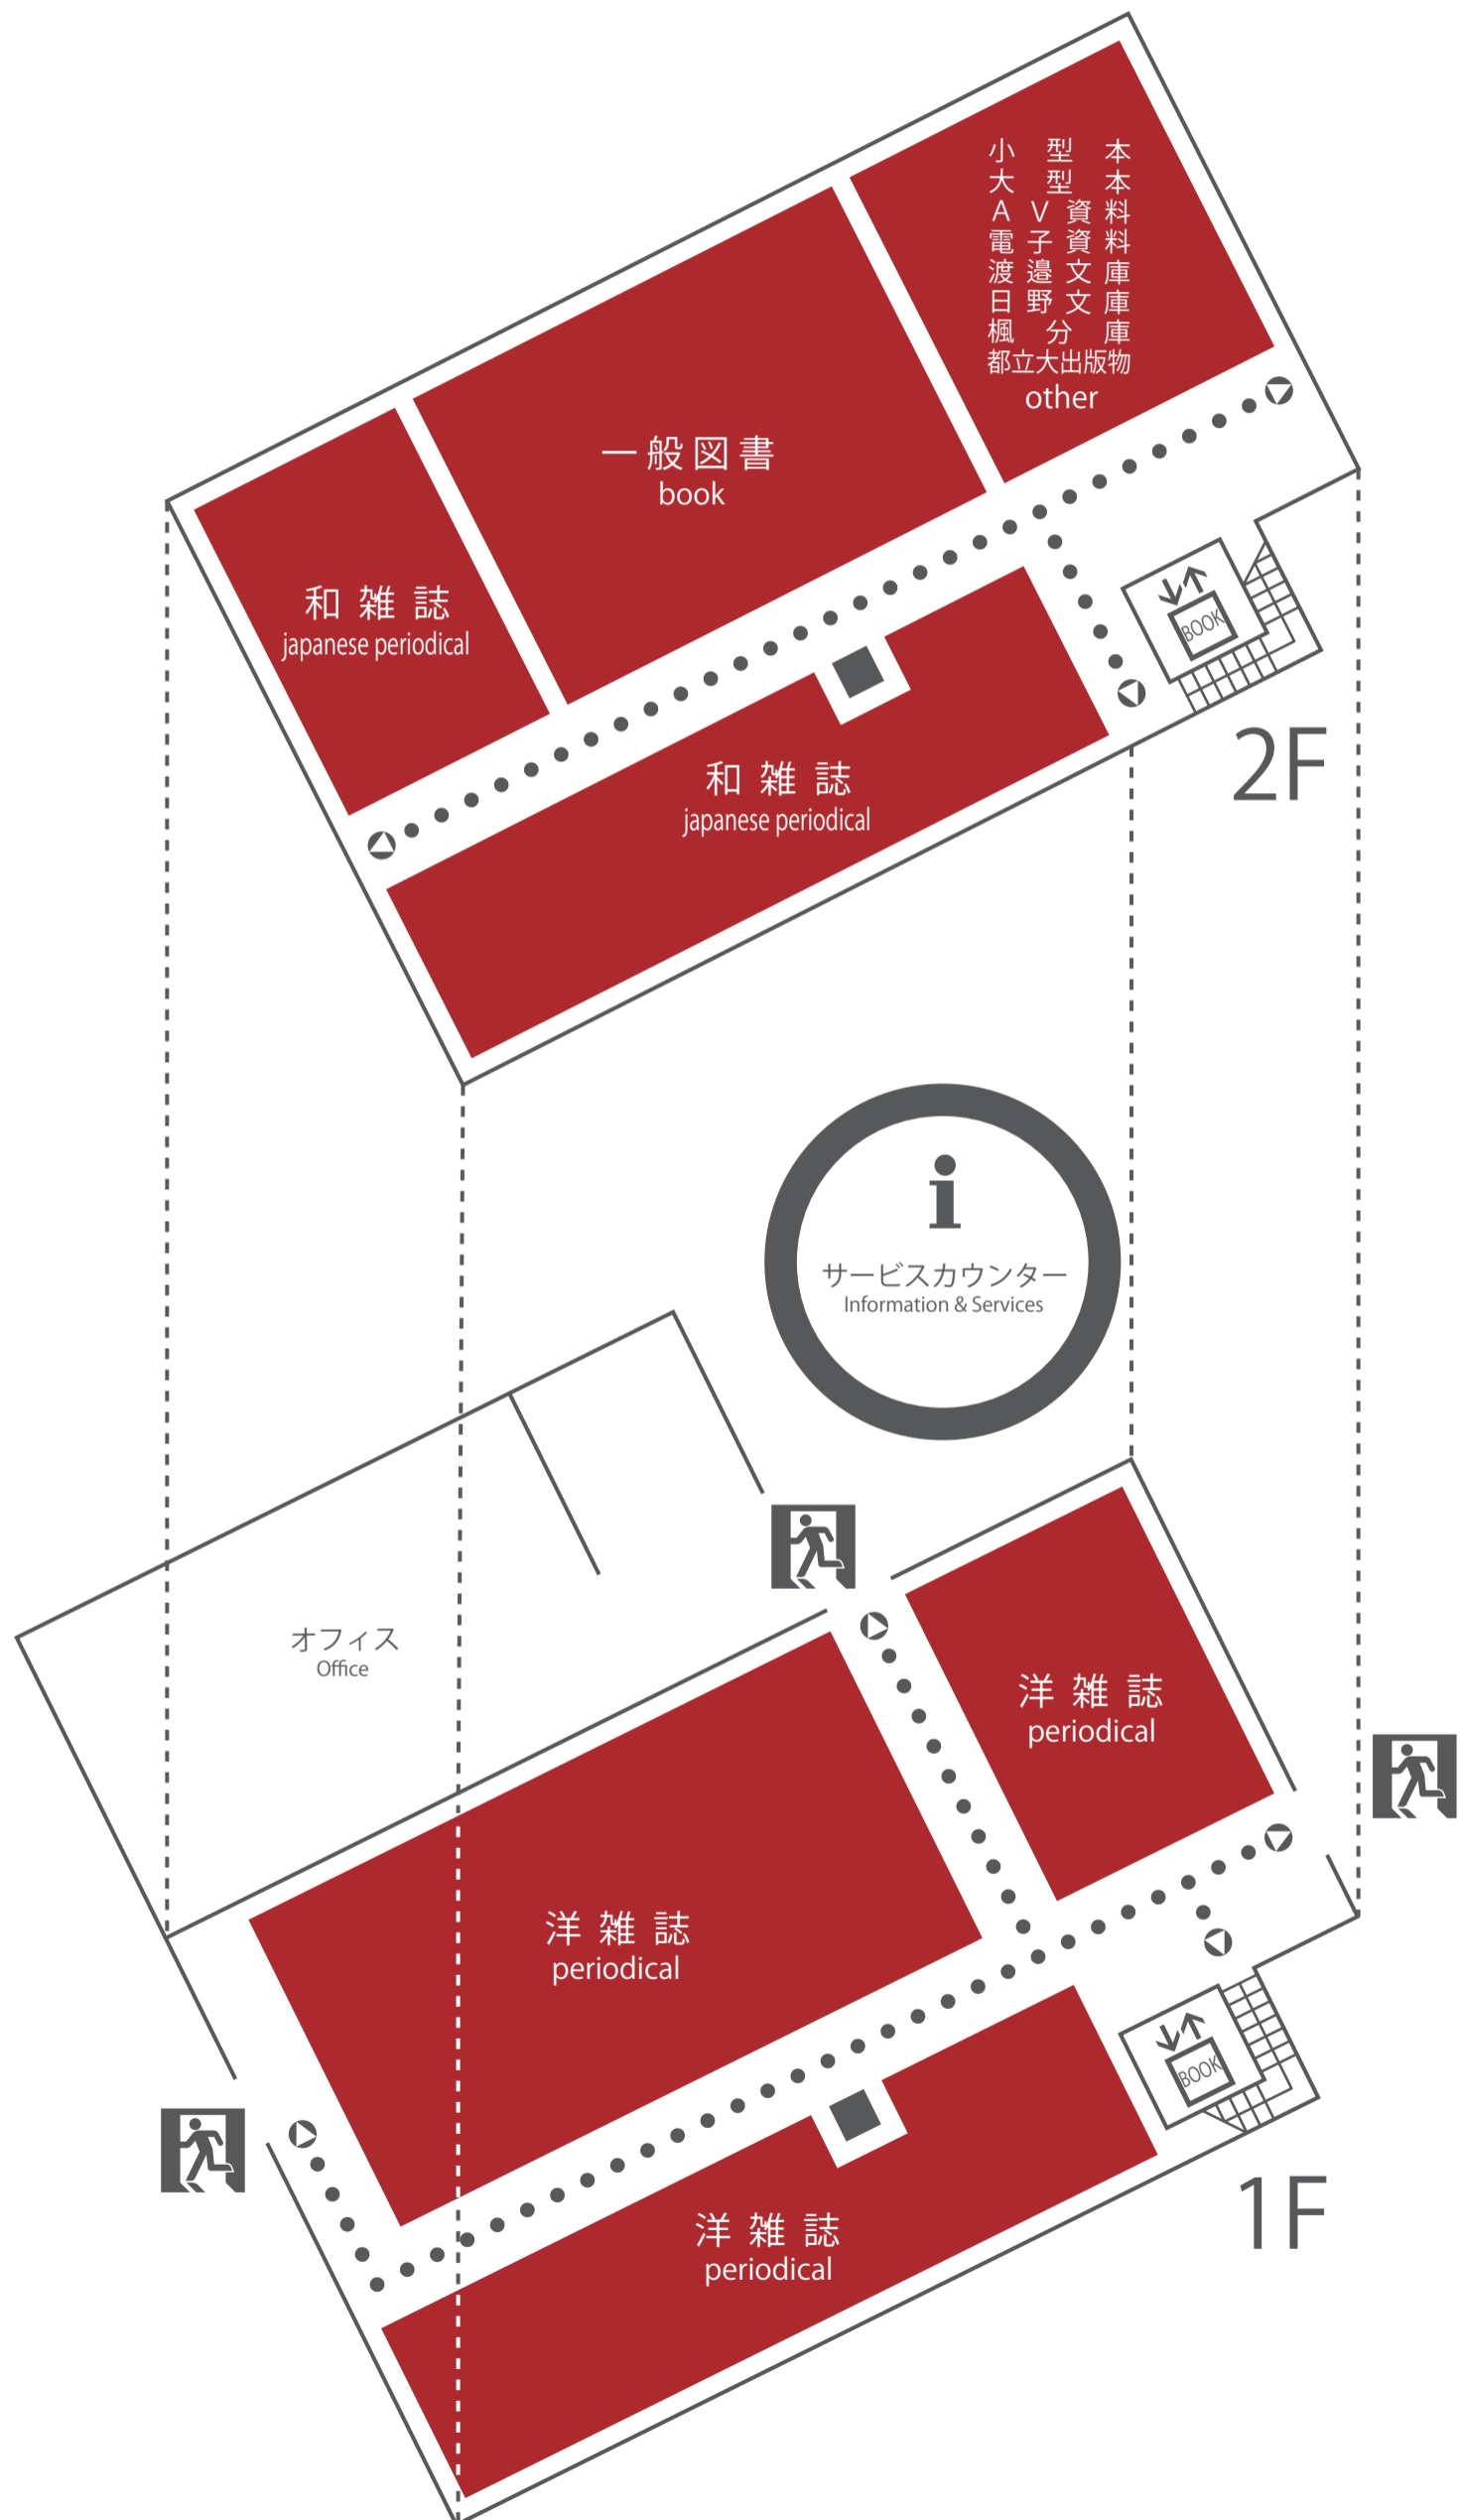 小型本
大型本
AV資料
電子資料
渡邉文庫
日野文庫
楓分庫
都立大出版物
other
一般図書
book
和雑誌
japanese periodical
BOOK
2F
和雑誌
japanese periodical
i
サービスカウンター
Information & Services
オフィス
Office
洋雑誌
periodical
洋雑誌
periodical
BOOK
1F
洋雑誌
periodical